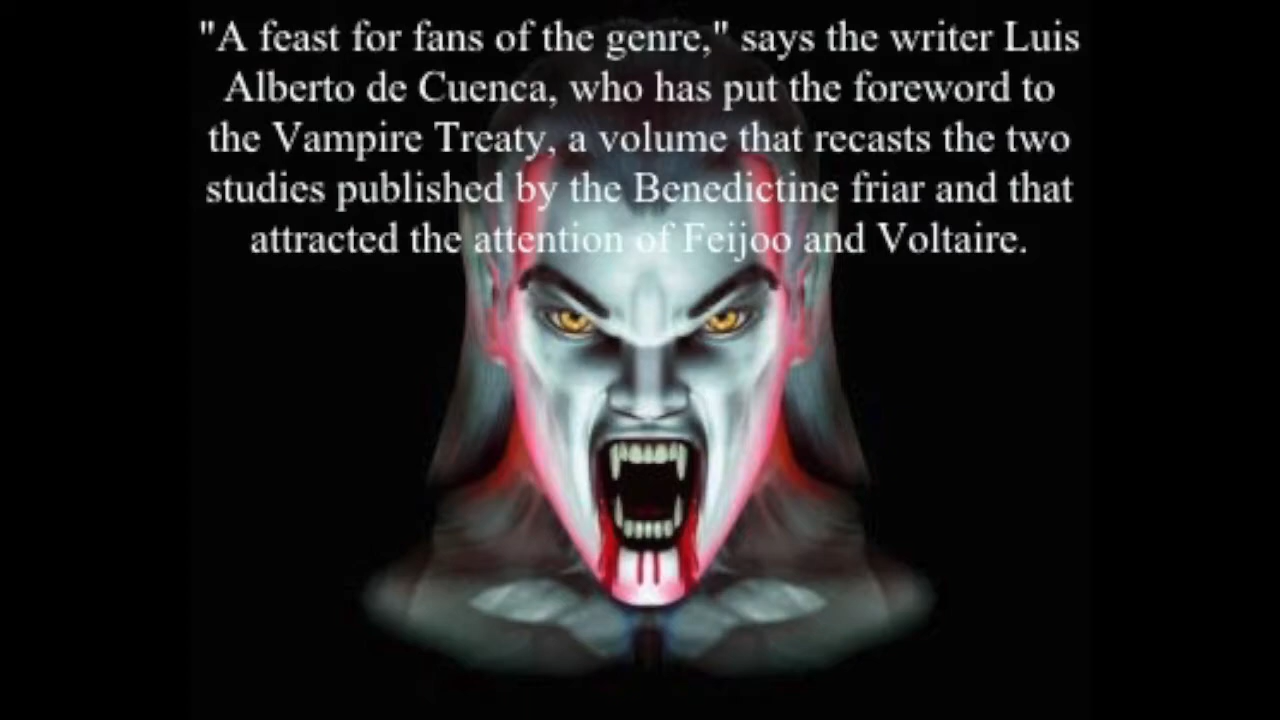 "A feast for fans of the genre," says the writer Luis
Alberto de Cuenca, who has put the foreword to
the Vampire Treaty, a volume that recasts the two
studies published by the Benedictine friar and that
attracted the attention of Feijoo and Voltaire.